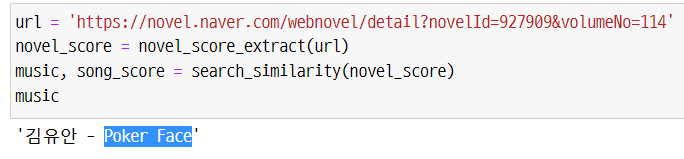 url = 'https://novel.naver.com/webnovel/detail?novelId=927909&volumeNo=114'
novel_score = novel_score_extract(url)
music, song_score = search_similarity(novel_score)
music
'김유안 - Poker Face'